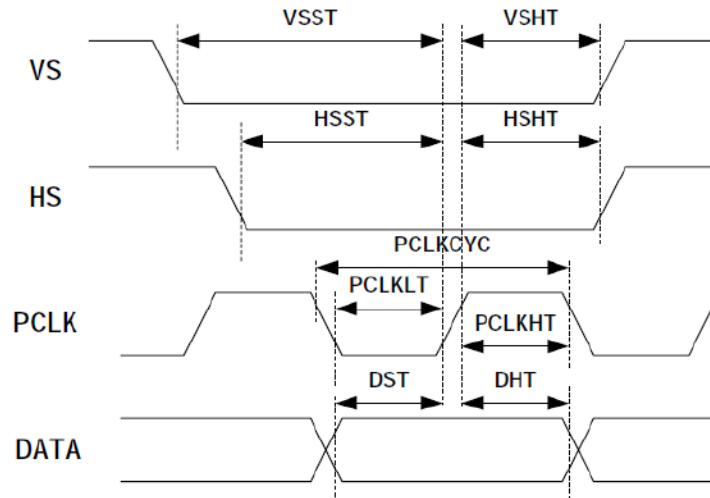 VSST VSHT
VS
HSST HSHT
HS
PCLKCYC
PCLKLT
PCLK PCLKHT
DST DHT
DATA